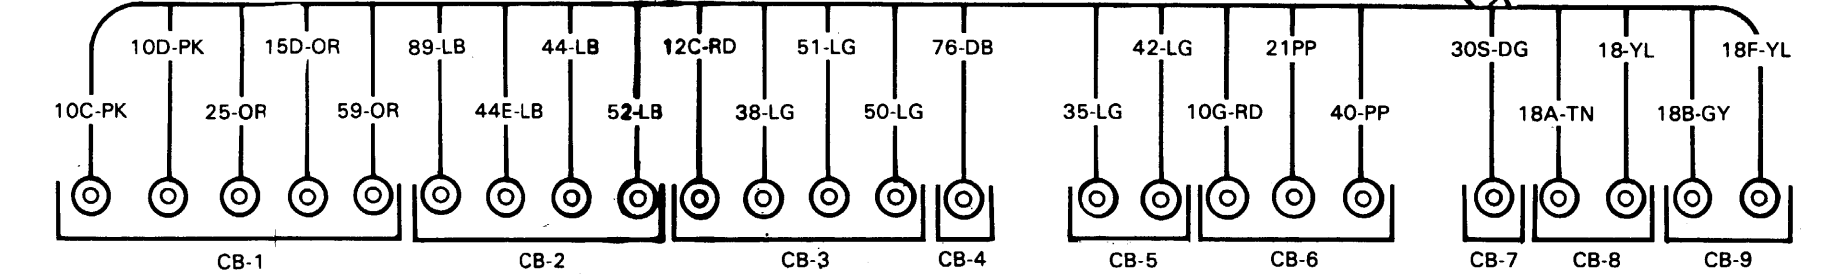 10D-PK 15D-OR 89-LB 44-LB 12C-RD 51-LG 76-DB 42-LG 21PP 30S-DG 18-YL 18F-YL
10C-PK 25-OR 59-OR 44E-LB 52-LB 38-LG 50-LG 35-LG 10G-RD 40-PP 18A-TN 18B-GY
CB-1 CB-2 CB-3 CB-4 CB-5 CB-6 CB-7 CB-8 CB-9